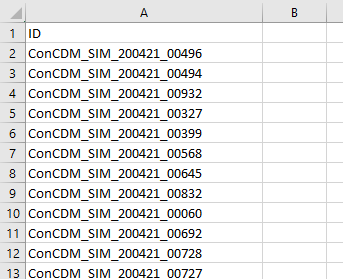 A B
1 ID
2 ConCDM_SIM_200421_00496
3 ConCDM_SIM_200421_00494
4 ConCDM_SIM_200421_00932
5 ConCDM_SIM_200421_00327
6 ConCDM_SIM_200421_00399
7 ConCDM_SIM_200421_00568
8 ConCDM_SIM_200421_00645
9 ConCDM_SIM_200421_00832
10 ConCDM_SIM_200421_00060
11 ConCDM_SIM_200421_00692
12 ConCDM_SIM_200421_00728
13 ConCDM_SIM_200421_00727